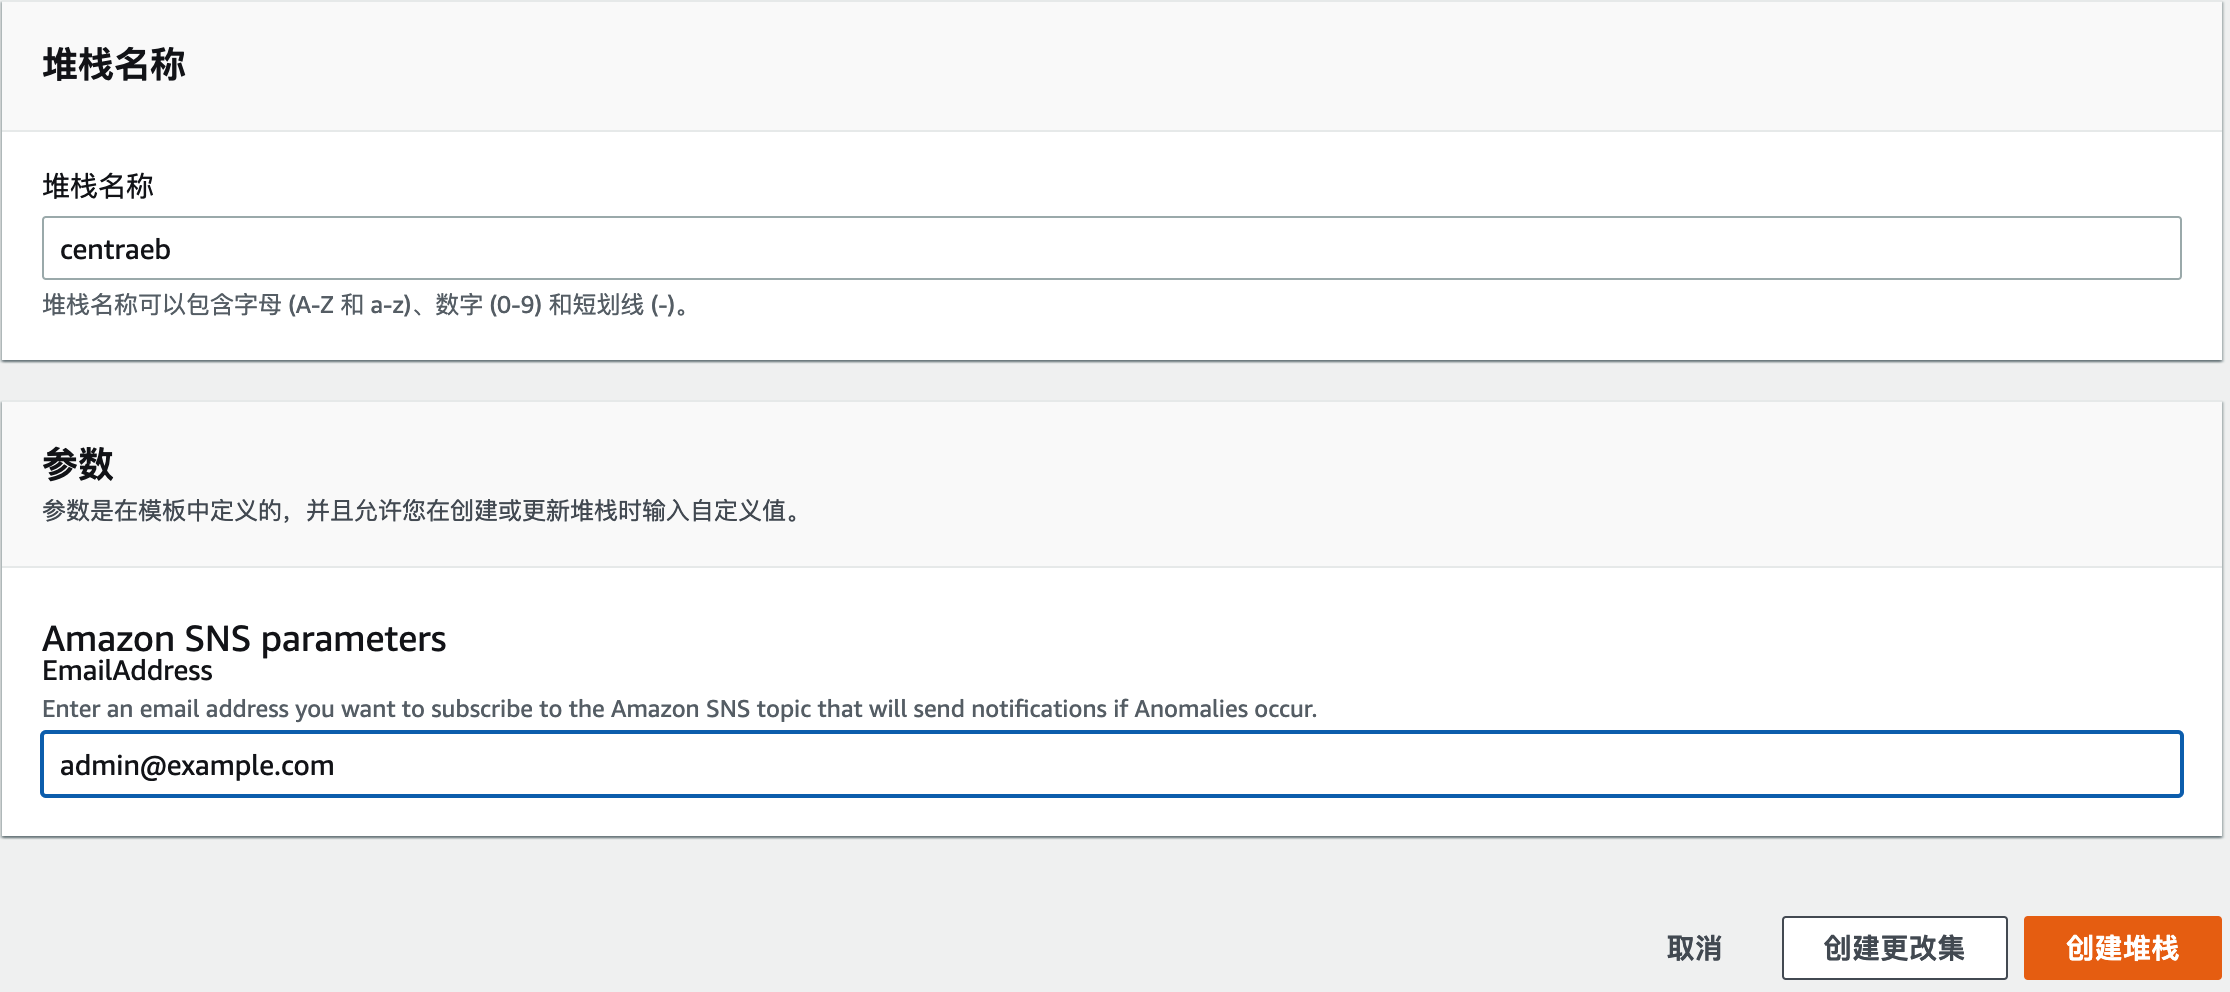 堆栈名称
堆栈名称
centraeb
堆栈名称可以包含字母 (A-Z 和 a-z)、数字 (0-9) 和短划线 (-)。
参数
参数是在模板中定义的，并且允许您在创建或更新堆栈时输入自定义值。
Amazon SNS parameters
EmailAddress
Enter an email address you want to subscribe to the Amazon SNS topic that will send notifications if Anomalies occur.
admin@example.com
取消 创建更改集 创建堆栈